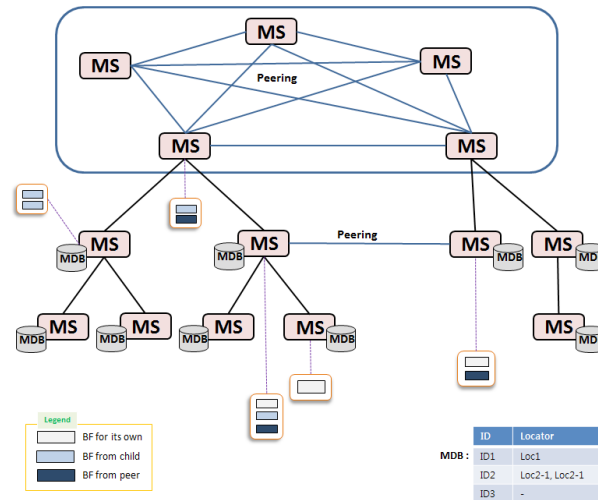 MS
MS
MS
Peering
MS
MS
MS
MDB
MS
MDB
Peering
MS
MDB
MS
MDB
MS
MDB
MS
MDB
MS
MDB
MS
MDB
MS
MDB
Legend
BF for its own
BF from child
BF from peer
MDB :
ID Locator
ID1 Loc1
ID2 Loc2-1, Loc2-1
ID3 -